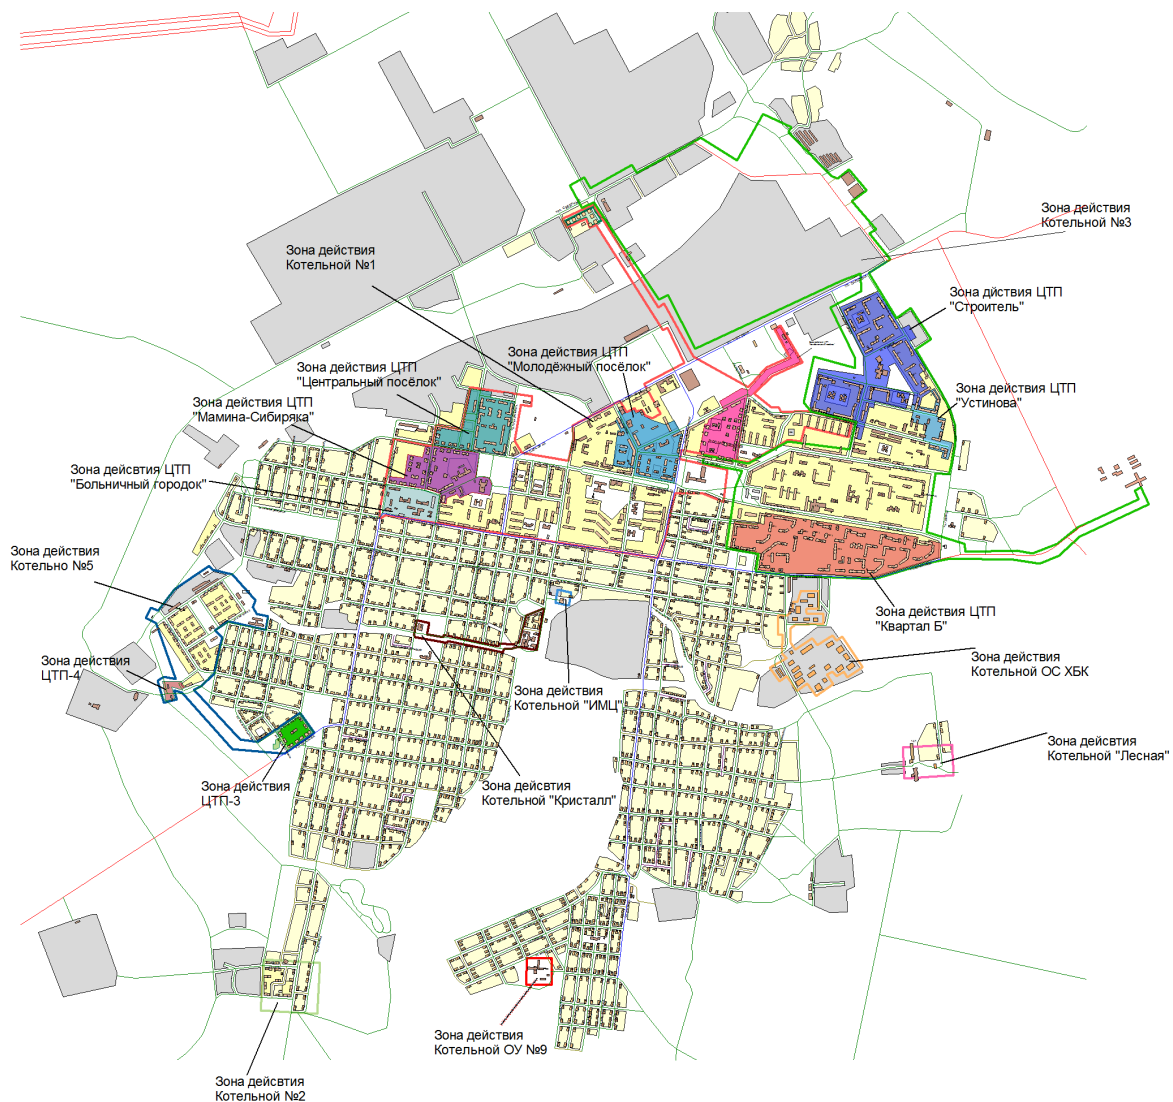 Зона действия
Котельной №3
Зона действия
Котельной №1
Зона дйствия ЦТП
"Строитель"
Зона действия ЦТП
"Молодёжный посёлок"
Зона действия ЦТП
"Центральный посёлок"
Зона действия ЦТП
"Устинова"
Зона действия ЦТП
"Мамина-Сибиряка"
Зона дейсвтия ЦТП
"Больничный городок"
Зона действия
Котельно №5
Зона действия ЦТП
"Квартал Б"
Зона действия
ЦТП-4
Зона действия
Котельной ОС ХБК
Зона действия
Котельной "ИМЦ"
Зона дейсвтия
Котельной "Лесная"
Зона действия
ЦТП-3
Зона дейсвтия
Котельной "Кристалл"
Зона действия
Котельной ОУ №9
Зона дейсвтия
Котельной №2